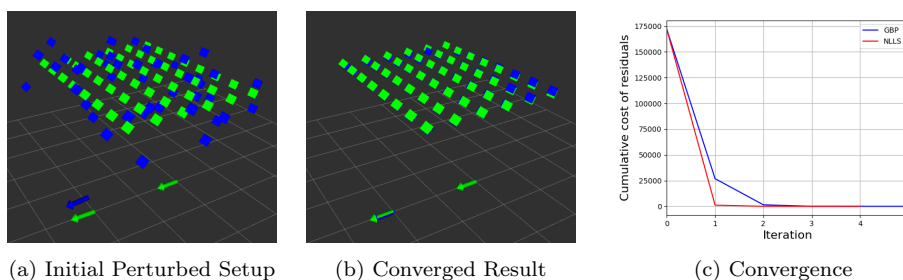 175000
150000
125000
100000
75000
50000
25000
0
0
1
2
3
4
Cumulative cost of residuals
Iteration
GBP
NLLS
(a) Initial Perturbed Setup
(b) Converged Result
(c) Convergence